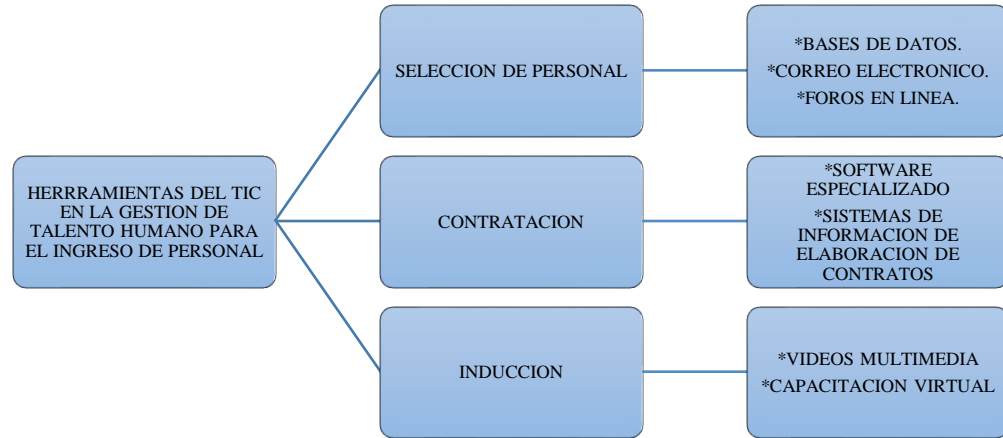 HERRRAMIENTAS DEL TIC
EN LA GESTION DE
TALENTO HUMANO PARA
EL INGRESO DE PERSONAL
SELECCION DE PERSONAL
*BASES DE DATOS.
*CORREO ELECTRONICO.
*FOROS EN LINEA.
CONTRATACION
*SOFTWARE
ESPECIALIZADO
*SISTEMAS DE
INFORMACION DE
ELABORACION DE
CONTRATOS
INDUCCION
*VIDEOS MULTIMEDIA
*CAPACITACION VIRTUAL